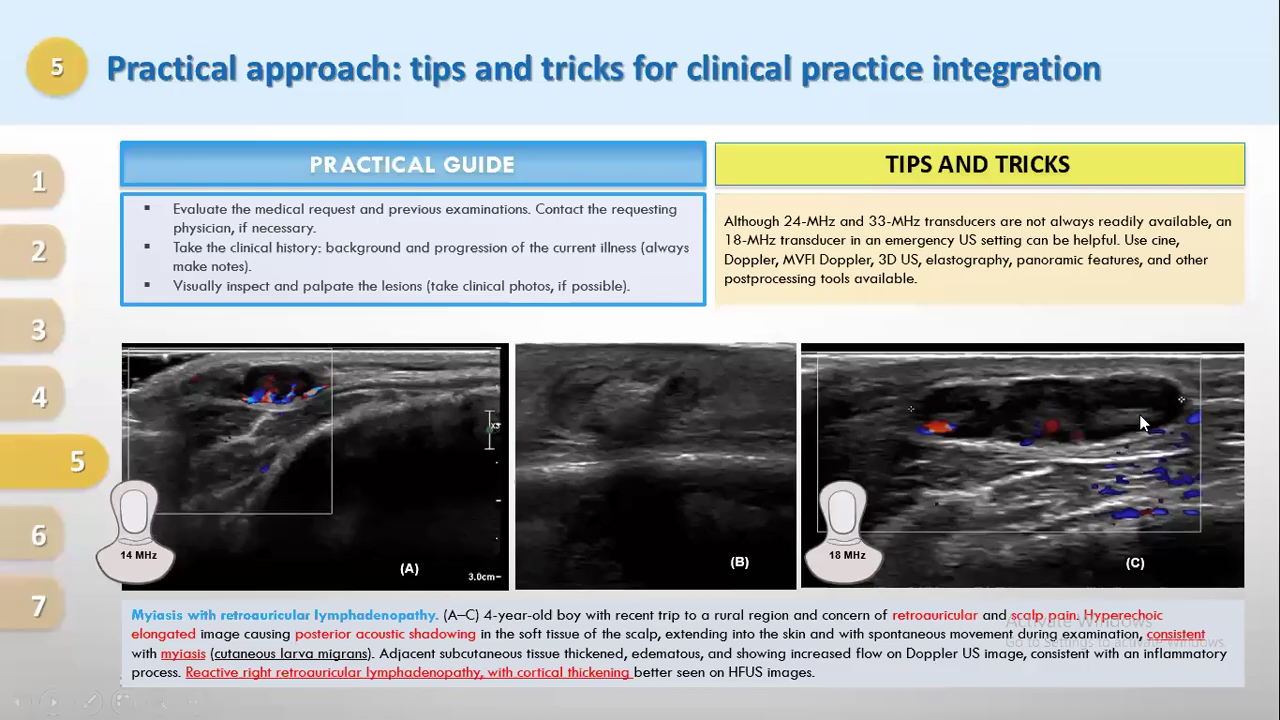 5
Practical approach: tips and tricks for clinical practice integration
1
2
3
4
5
6
7
PRACTICAL GUIDE
▪ Evaluate the medical request and previous examinations. Contact the requesting
physician, if necessary.
▪ Take the clinical history: background and progression of the current illness (always
make notes).
▪ Visually inspect and palpate the lesions (take clinical photos, if possible).
TIPS AND TRICKS
Although 24-MHz and 33-MHz transducers are not always readily available, an
18-MHz transducer in an emergency US setting can be helpful. Use cine,
Doppler, MVFI Doppler, 3D US, elastography, panoramic features, and other
postprocessing tools available.
14 MHz
(A)
3.0cm
(B)
18 MHz
(C)
Myiasis with retroauricular lymphadenopathy. (A–C) 4-year-old boy with recent trip to a rural region and concern of retroauricular and scalp pain. Hyperechoic
elongated image causing posterior acoustic shadowing in the soft tissue of the scalp, extending into the skin and with spontaneous movement during examination, consistent
with myiasis (cutaneous larva migrans). Adjacent subcutaneous tissue thickened, edematous, and showing increased flow on Doppler US image, consistent with an inflammatory
process. Reactive right retroauricular lymphadenopathy, with cortical thickening better seen on HFUS images.
Activate Windows
Go to Settings to activate Windows.